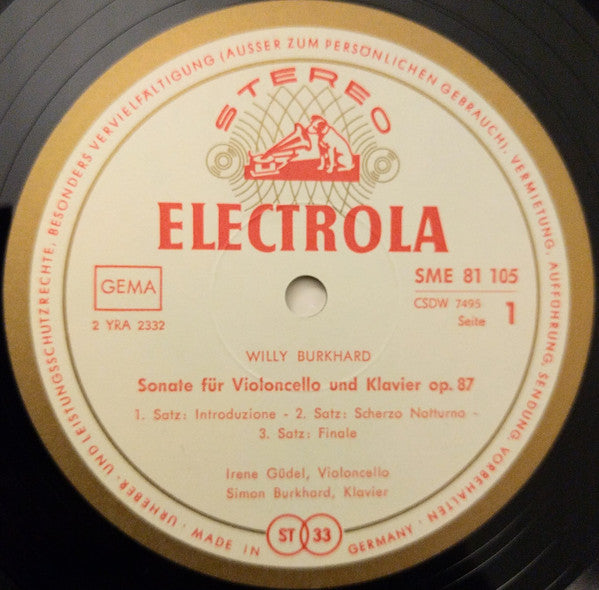 URHEBER- UND LEISTUNGSSCHUTZRECHTE, BESONDERS VERVIELFÄLTIGUNG (AUSSER ZUM PERSÖNLICHEN GEBRAUCH), VERMIETUNG, AUFFÜHRUNG, SENDUNG, VORBEHALTEN ·
STEREO
ELECTROLA
GEMA
SME 81 105
2 YRA 2332
CSDW 7495
Seite 1
WILLY BURKHARD
Sonate für Violoncello und Klavier op. 87
1. Satz: Introduzione - 2. Satz: Scherzo Notturno -
3. Satz: Finale
Irene Güdel, Violoncello
Simon Burkhard, Klavier
MADE IN ST 33 GERMANY ·